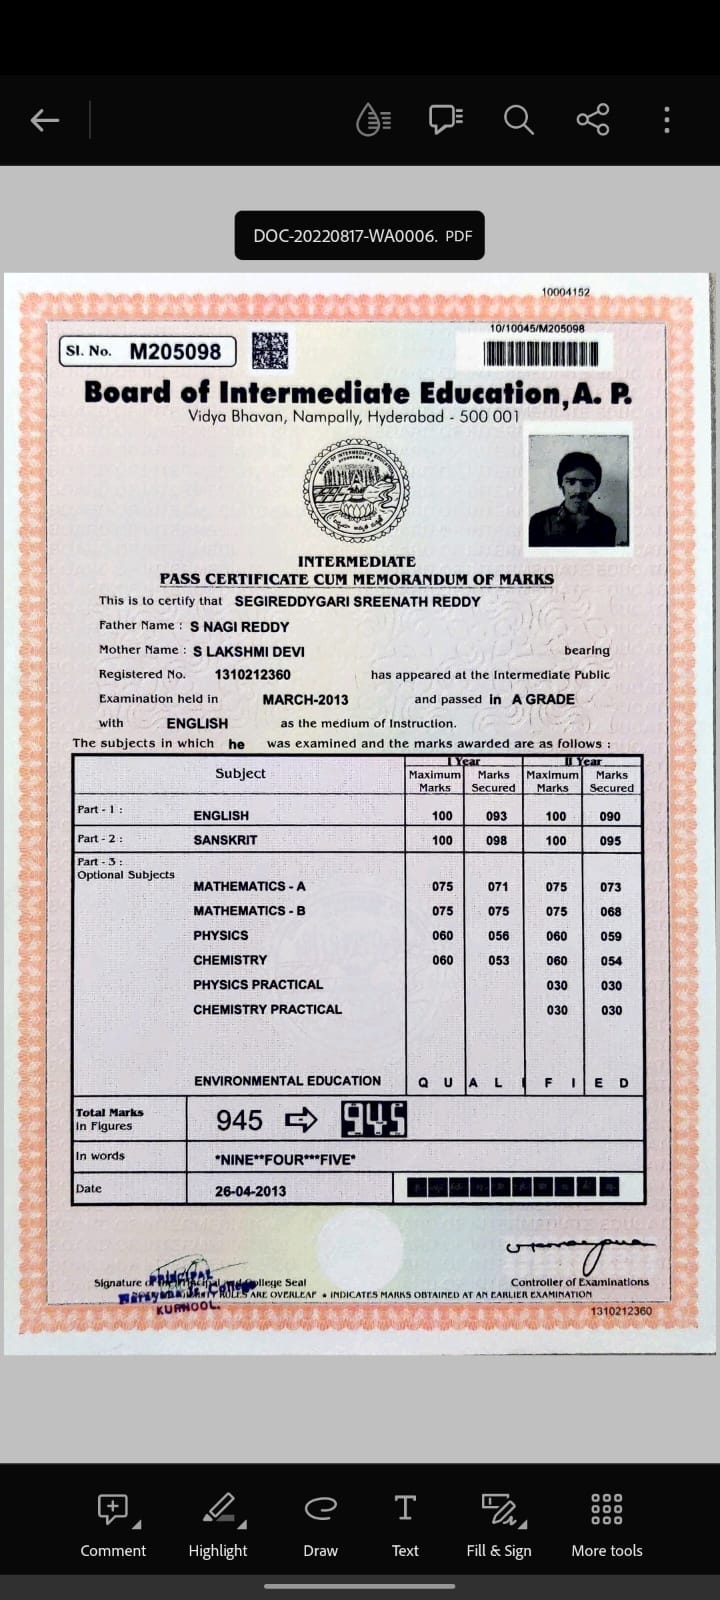 DOC-20220817-WA0006. PDF
10004152
10/10045/M205098
Sl. No. M205098
Board of Intermediate Education, A. P.
Vidya Bhavan, Nampally, Hyderabad - 500 001
INTERMEDIATE
PASS CERTIFICATE CUM MEMORANDUM OF MARKS
This is to certify that SEGIREDDYGARI SREENATH REDDY
Father Name : S NAGI REDDY
Mother Name : S LAKSHMI DEVI bearing
Registered No. 1310212360 has appeared at the Intermediate Public
Examination held in MARCH-2013 and passed in A GRADE
with ENGLISH as the medium of Instruction.
The subjects in which he was examined and the marks awarded are as follows :
Subject I Year II Year
Maximum Marks Marks Secured Maximum Marks Marks Secured
Part - 1 : ENGLISH 100 093 100 090
Part - 2 : SANSKRIT 100 098 100 095
Part - 3 :
Optional Subjects
MATHEMATICS - A 075 071 075 073
MATHEMATICS - B 075 075 075 068
PHYSICS 060 056 060 059
CHEMISTRY 060 053 060 054
PHYSICS PRACTICAL 030 030
CHEMISTRY PRACTICAL 030 030
ENVIRONMENTAL EDUCATION Q U A L I F I E D
Total Marks
In Figures 945 945
In words *NINE**FOUR***FIVE*
Date 26-04-2013
Signature of the Principal and College Seal Controller of Examinations
PRINCIPAL
Narayana Jr. College
KURNOOL.
RULES ARE OVERLEAF • INDICATES MARKS OBTAINED AT AN EARLIER EXAMINATION
1310212360
Comment Highlight Draw Text Fill & Sign More tools